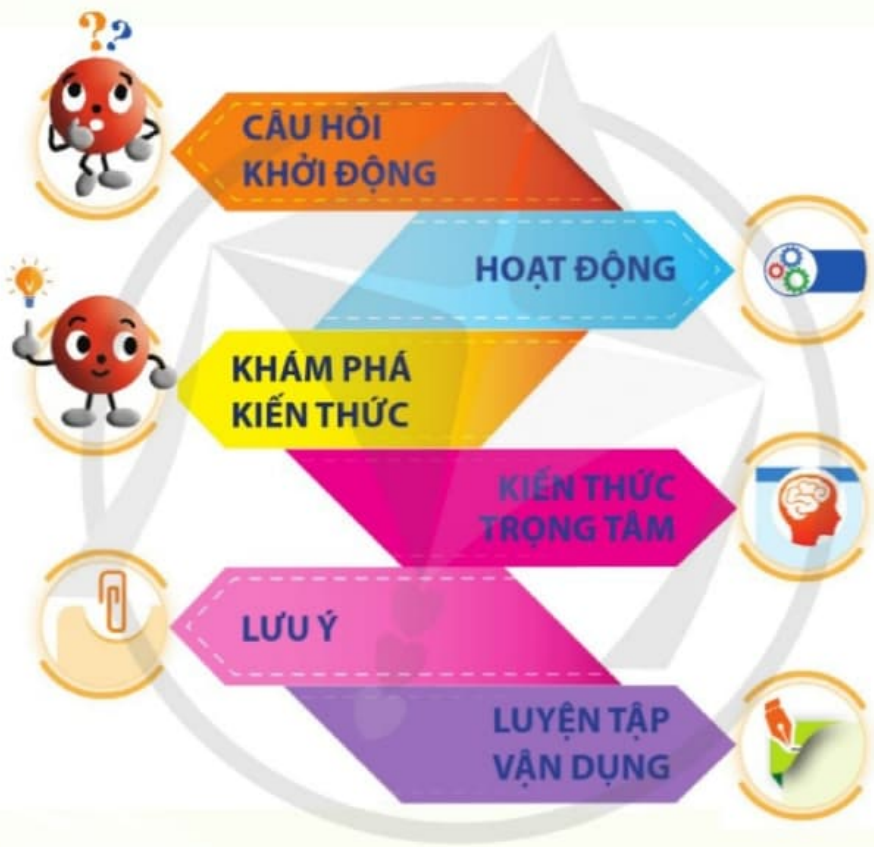 ??
CÂU HỎI
KHỞI ĐỘNG
HOẠT ĐỘNG
KHÁM PHÁ
KIẾN THỨC
KIẾN THỨC
TRỌNG TÂM
LƯU Ý
LUYỆN TẬP
VẬN DỤNG